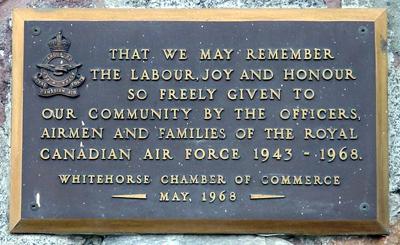 THAT WE MAY REMEMBER
THE LABOUR, JOY AND HONOUR
SO FREELY GIVEN TO
OUR COMMUNITY BY THE OFFICERS,
AIRMEN AND FAMILIES OF THE ROYAL
CANADIAN AIR FORCE 1943 - 1968.
WHITEHORSE CHAMBER OF COMMERCE
MAY, 1968